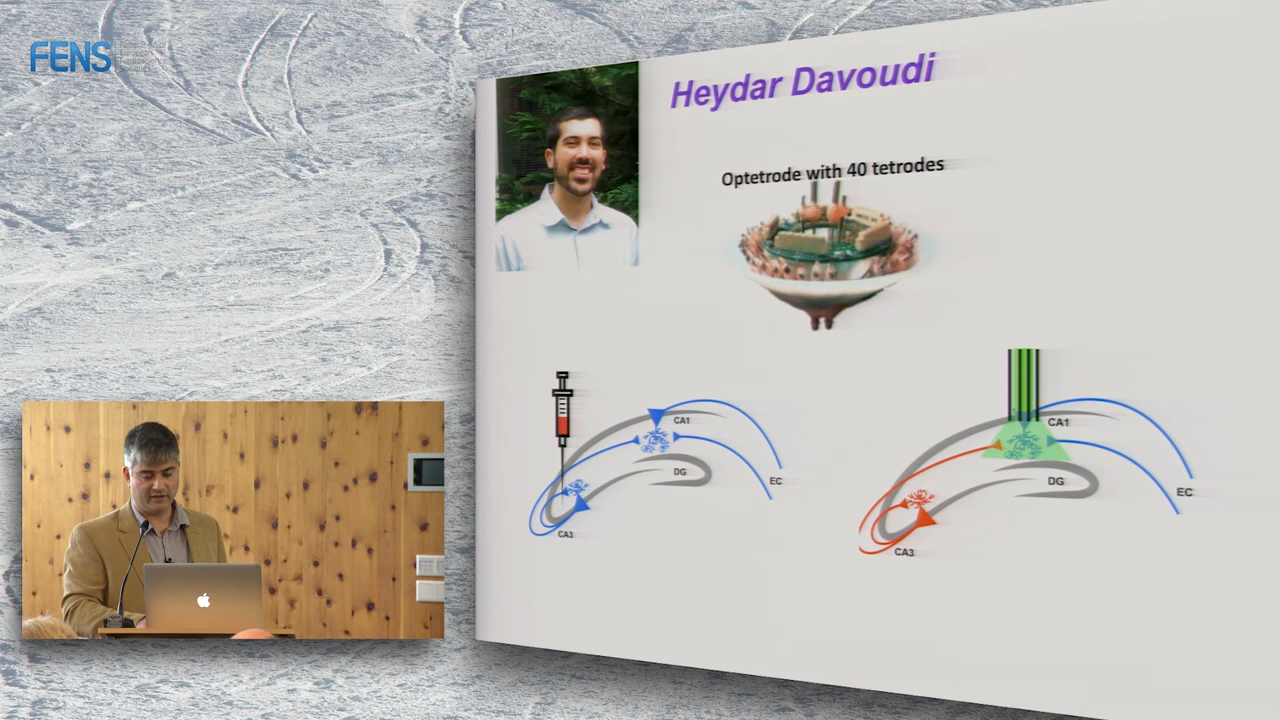 FENS
Heydar Davoudi
Optetrode with 40 tetrodes
CA1
DG
EC
CA3
CA1
DG
EC
CA3